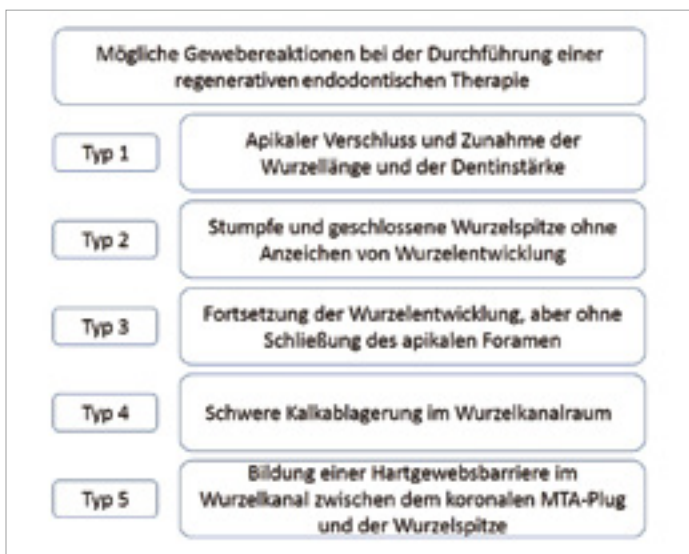 Mögliche Gewebereaktionen bei der Durchführung einer
regenerativen endodontischen Therapie
Typ 1
Apikaler Verschluss und Zunahme der
Wurzellänge und der Dentinstärke
Typ 2
Stumpfe und geschlossene Wurzelspitze ohne
Anzeichen von Wurzelentwicklung
Typ 3
Fortsetzung der Wurzelentwicklung, aber ohne
Schließung des apikalen Foramen
Typ 4
Schwere Kalkablagerung im Wurzelkanalraum
Typ 5
Bildung einer Hartgewebsbarriere im
Wurzelkanal zwischen dem koronalen MTA-Plug
und der Wurzelspitze